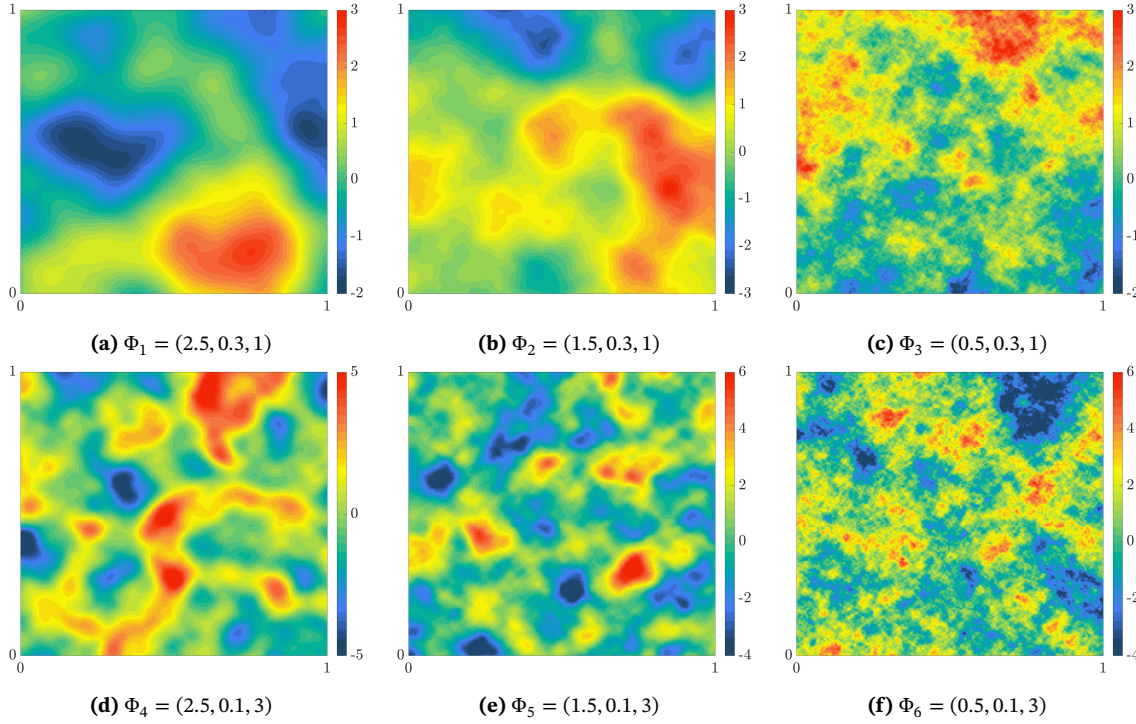 1 3 1 3 1 3
2 2 2
1 1
0 1
0 0
-1
-1 -2 -1
0 -2 0 -3 0 -2
0 1 0 1 0 1
(a) Φ₁ = (2.5, 0.3, 1) (b) Φ₂ = (1.5, 0.3, 1) (c) Φ₃ = (0.5, 0.3, 1)
1 5 1 6 1 6
4 4
2 2
0 0 0
-2 -2
0 -5 0 -4 0 -4
0 1 0 1 0 1
(d) Φ₄ = (2.5, 0.1, 3) (e) Φ₅ = (1.5, 0.1, 3) (f) Φ₆ = (0.5, 0.1, 3)